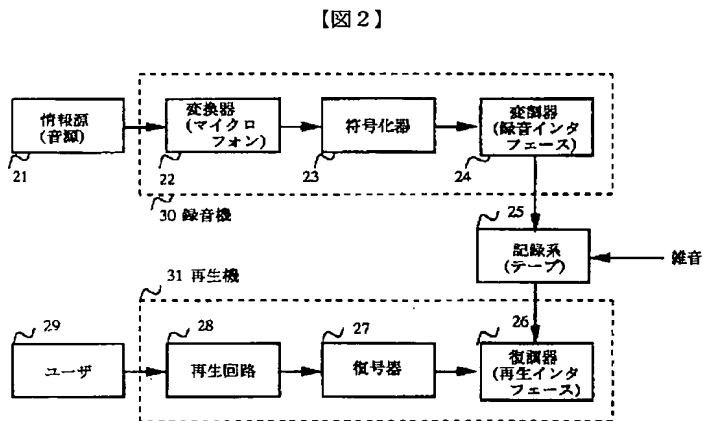 【図2】
情報源
(音源)
21
変換器
(マイクロ
フォン)
22
符号化器
23
変調器
(録音インタ
フェース)
24
30 録音機
25
記録系
(テープ)
雑音
31 再生機
29
ユーザ
28
再生回路
27
復号器
26
復調器
(再生インタ
フェース)